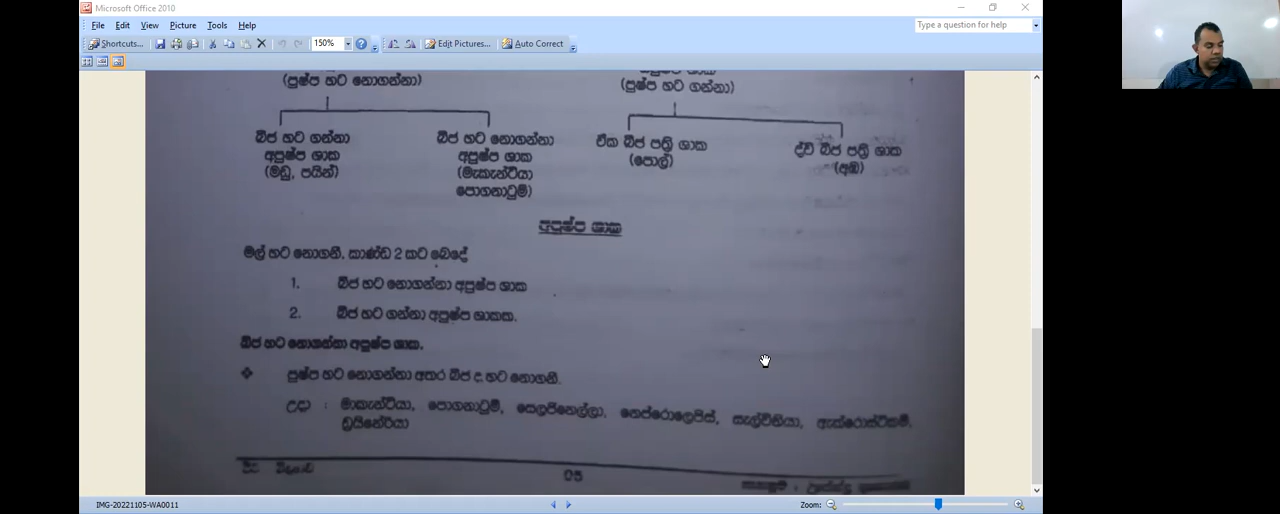 Microsoft Office 2010
File Edit View Picture Tools Help
Type a question for help
Shortcuts... 150% Edit Pictures... Auto Correct
(පුෂ්ප හට නොගන්නා) (පුෂ්ප හට ගන්නා)
බීජ හට ගන්නා බීජ හට නොගන්නා ඒක බීජ පත්‍රි ශාක ද්වි බීජ පත්‍රි ශාක
අපුෂ්ප ශාක අපුෂ්ප ශාක (පොල්) (අඹ)
(මඩු, පයින්) (මැකැන්ටියා
පොගනාටුම්)
අපුෂ්ප ශාක
මල් හට නොගනී. කාණ්ඩ 2 කට බෙදේ
1. බීජ හට නොගන්නා අපුෂ්ප ශාක
2. බීජ හට ගන්නා අපුෂ්ප ශාකක.
බීජ හට නොගන්නා අපුෂ්ප ශාක.
❖ පුෂ්ප හට නොගන්නා අතර බීජ ද හට නොගනී.
උදා : මාකැන්ටියා, පොගනාටුම්, සෙලජිනෙල්ලා, නෙප්රොලෙපිස්, සැල්විනියා, ඇක්රොස්ටිකම්,
ඩ්‍රයිනේරියා
05
IMG-20221105-WA0011 Zoom: